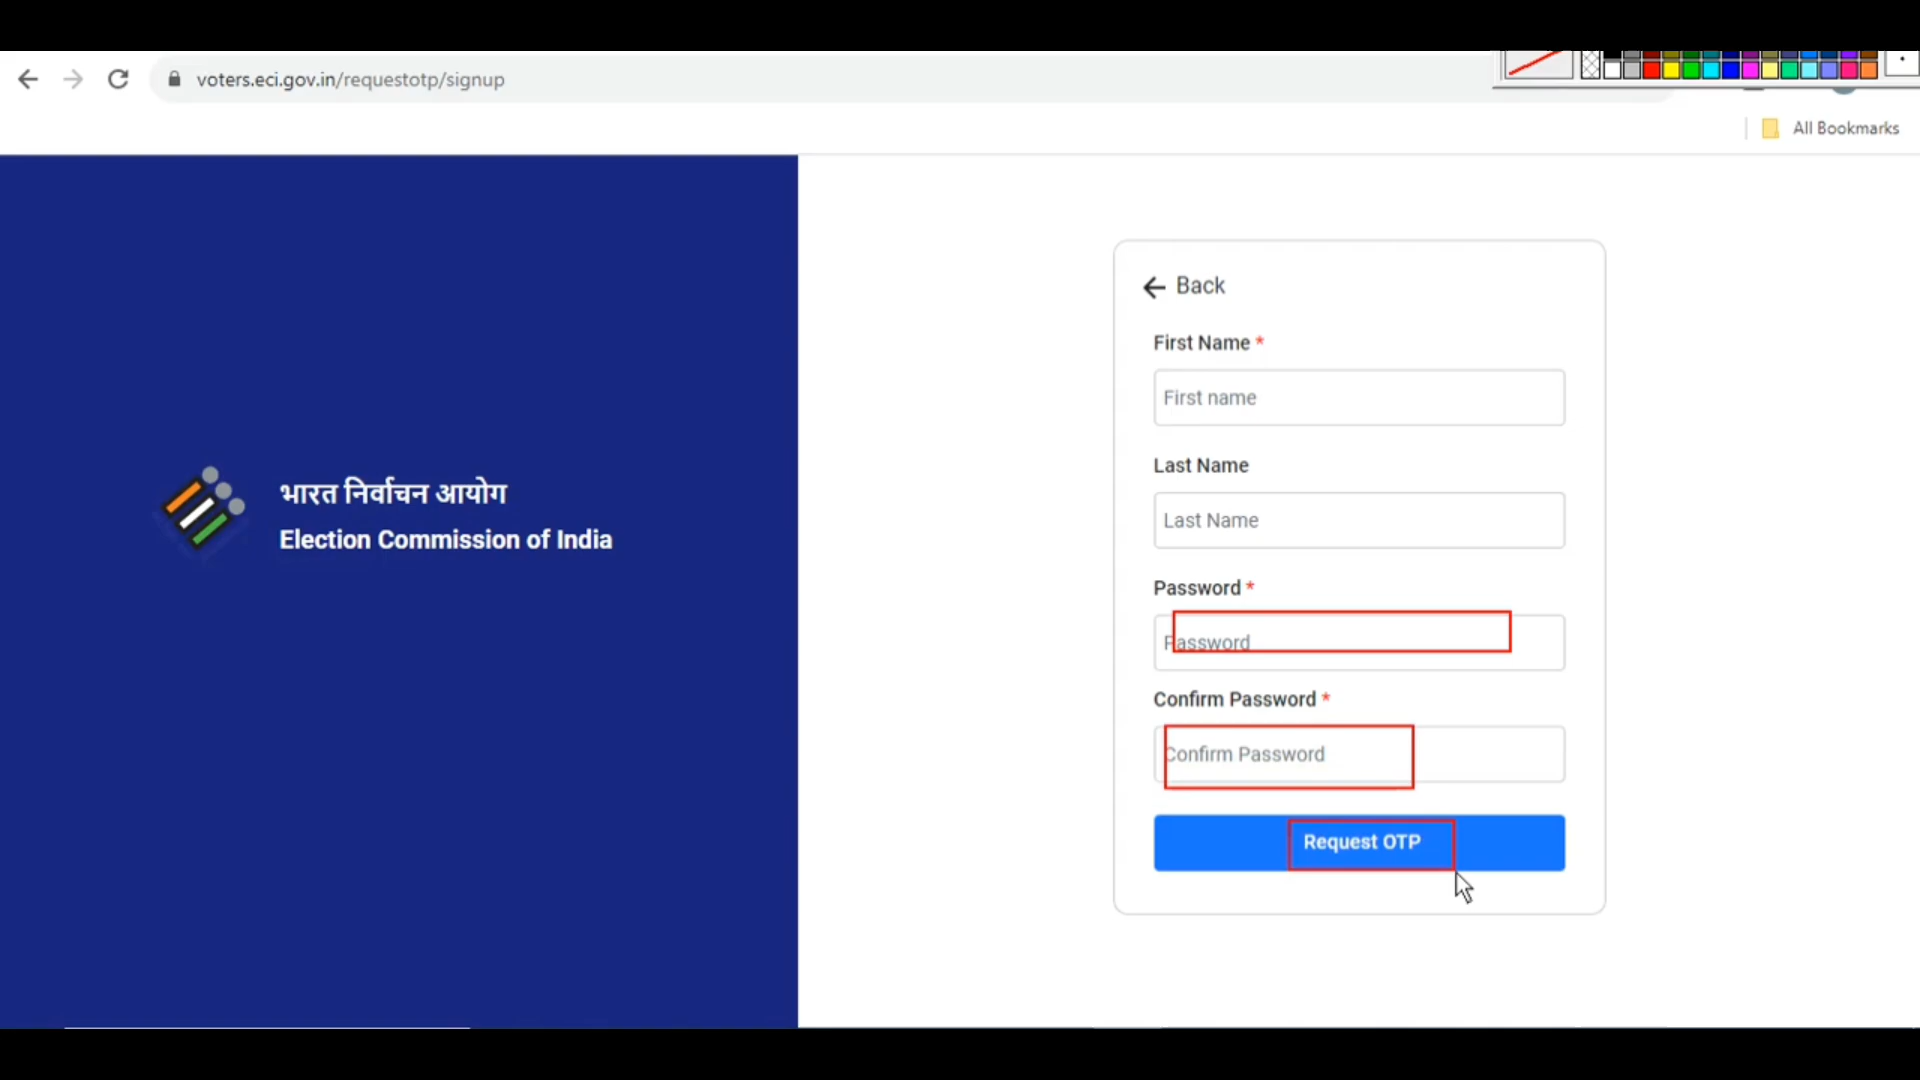 voters.eci.gov.in/requestotp/signup
All Bookmarks
भारत निर्वाचन आयोग
Election Commission of India
Back
First Name *
First name
Last Name
Last Name
Password *
Password
Confirm Password *
Confirm Password
Request OTP